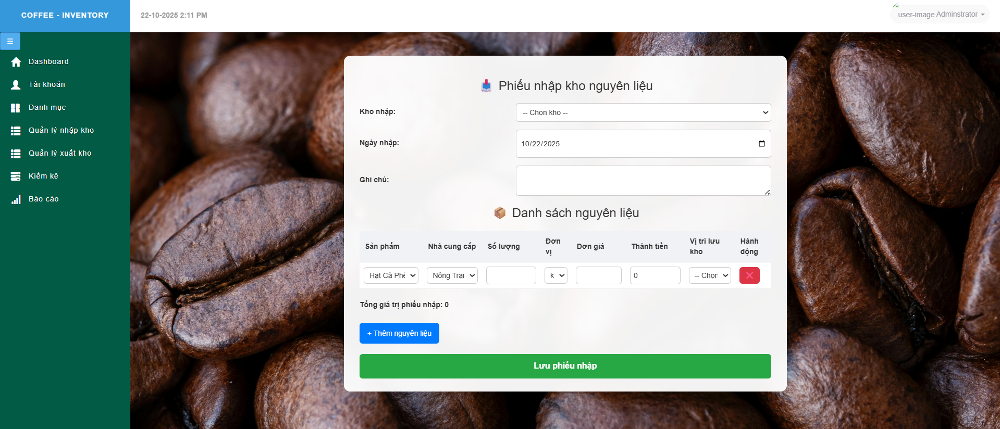 COFFEE - INVENTORY
22-10-2025 2:11 PM
user-image Adminstrator
☰
Dashboard
Tài khoản
Danh mục
Quản lý nhập kho
Quản lý xuất kho
Kiểm kê
Báo cáo
Phiếu nhập kho nguyên liệu
Kho nhập:
-- Chọn kho --
Ngày nhập:
10/22/2025
Ghi chú:
Danh sách nguyên liệu
Sản phẩm Nhà cung cấp Số lượng Đơn vị Đơn giá Thành tiền Vị trí lưu kho Hành động
Hạt Cà Phê Nông Trại k 0 -- Chọn
Tổng giá trị phiếu nhập: 0
+ Thêm nguyên liệu
Lưu phiếu nhập